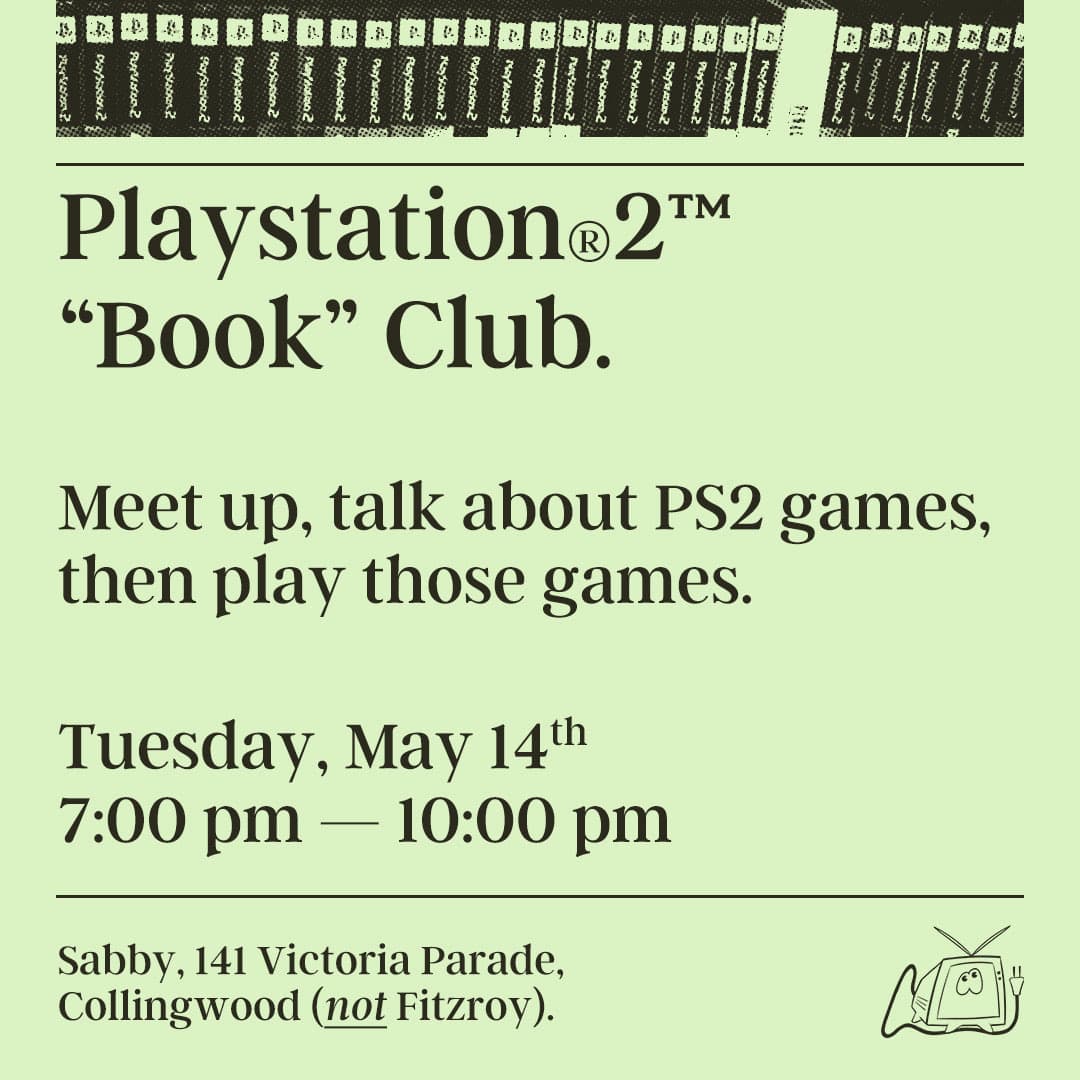 Playstation®2™
“Book” Club.
Meet up, talk about PS2 games,
then play those games.
Tuesday, May 14th
7:00 pm — 10:00 pm
Sabby, 141 Victoria Parade,
Collingwood (not Fitzroy).